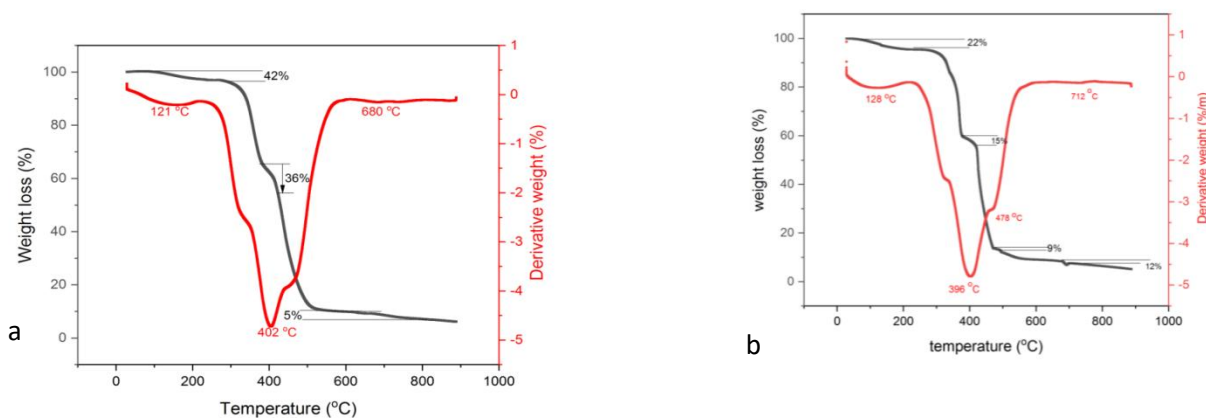 100
80
60
40
20
0
Weight loss (%)
0 200 400 600 800 1000
Temperature (°C)
1
0
-1
-2
-3
-4
-5
Derivative weight (%)
42%
121 °C
680 °C
36%
5%
402 °C
a
100
80
60
40
20
0
weight loss (%)
0 200 400 600 800 1000
temperature (°C)
1
0
-1
-2
-3
-4
-5
Derivative weight (%/m)
22%
128 °C
712 °C
15%
478 °C
9%
12%
396 °C
b